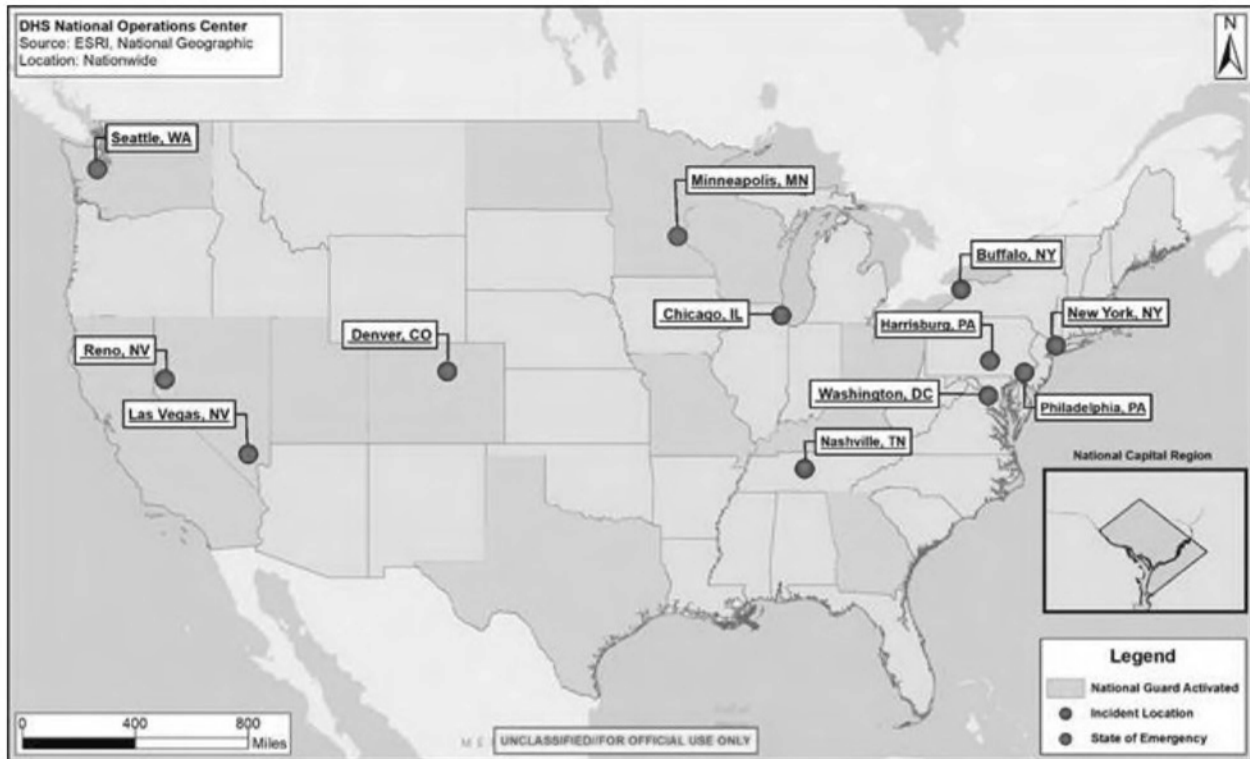 DHS National Operations Center
Source: ESRI, National Geographic
Location: Nationwide
N
Seattle, WA
Minneapolis, MN
Buffalo, NY
Chicago, IL
New York, NY
Harrisburg, PA
Denver, CO
Reno, NV
Washington, DC
Philadelphia, PA
Las Vegas, NV
Nashville, TN
National Capital Region
Legend
National Guard Activated
Incident Location
State of Emergency
0 400 800
Miles
UNCLASSIFIED//FOR OFFICIAL USE ONLY